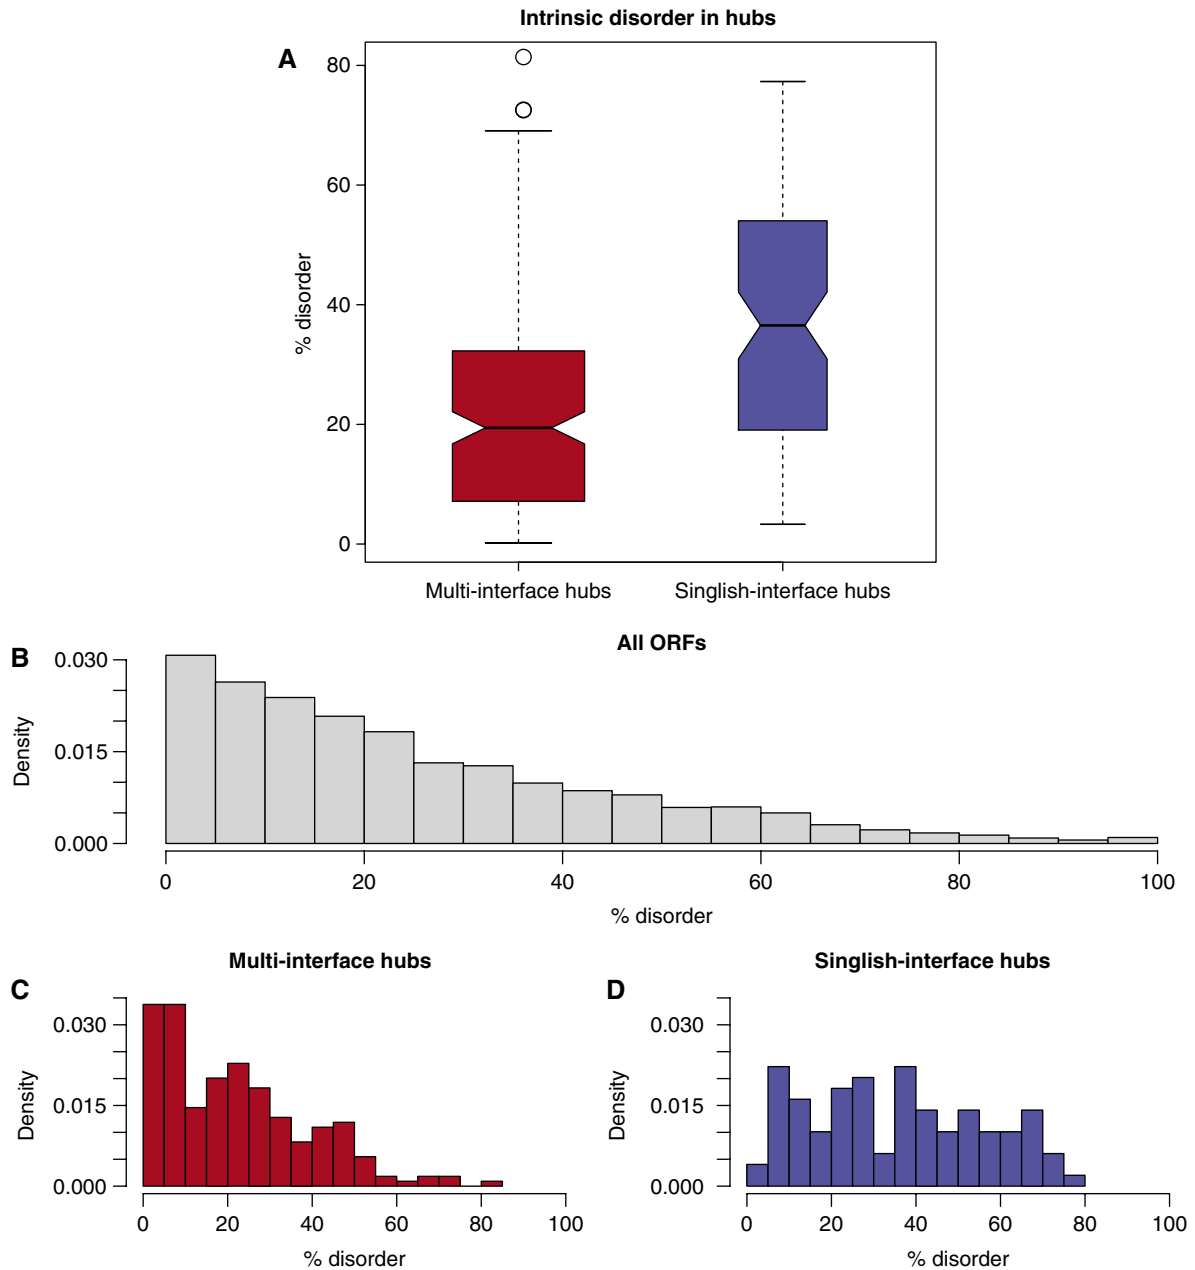 Intrinsic disorder in hubs
A
80
60
40
20
0
% disorder
Multi-interface hubs
Singlish-interface hubs
All ORFs
B
0.030
0.015
0.000
Density
0
20
40
60
80
100
% disorder
Multi-interface hubs
C
0.030
0.015
0.000
Density
0
20
40
60
80
100
% disorder
Singlish-interface hubs
D
0.030
0.015
0.000
Density
0
20
40
60
80
100
% disorder